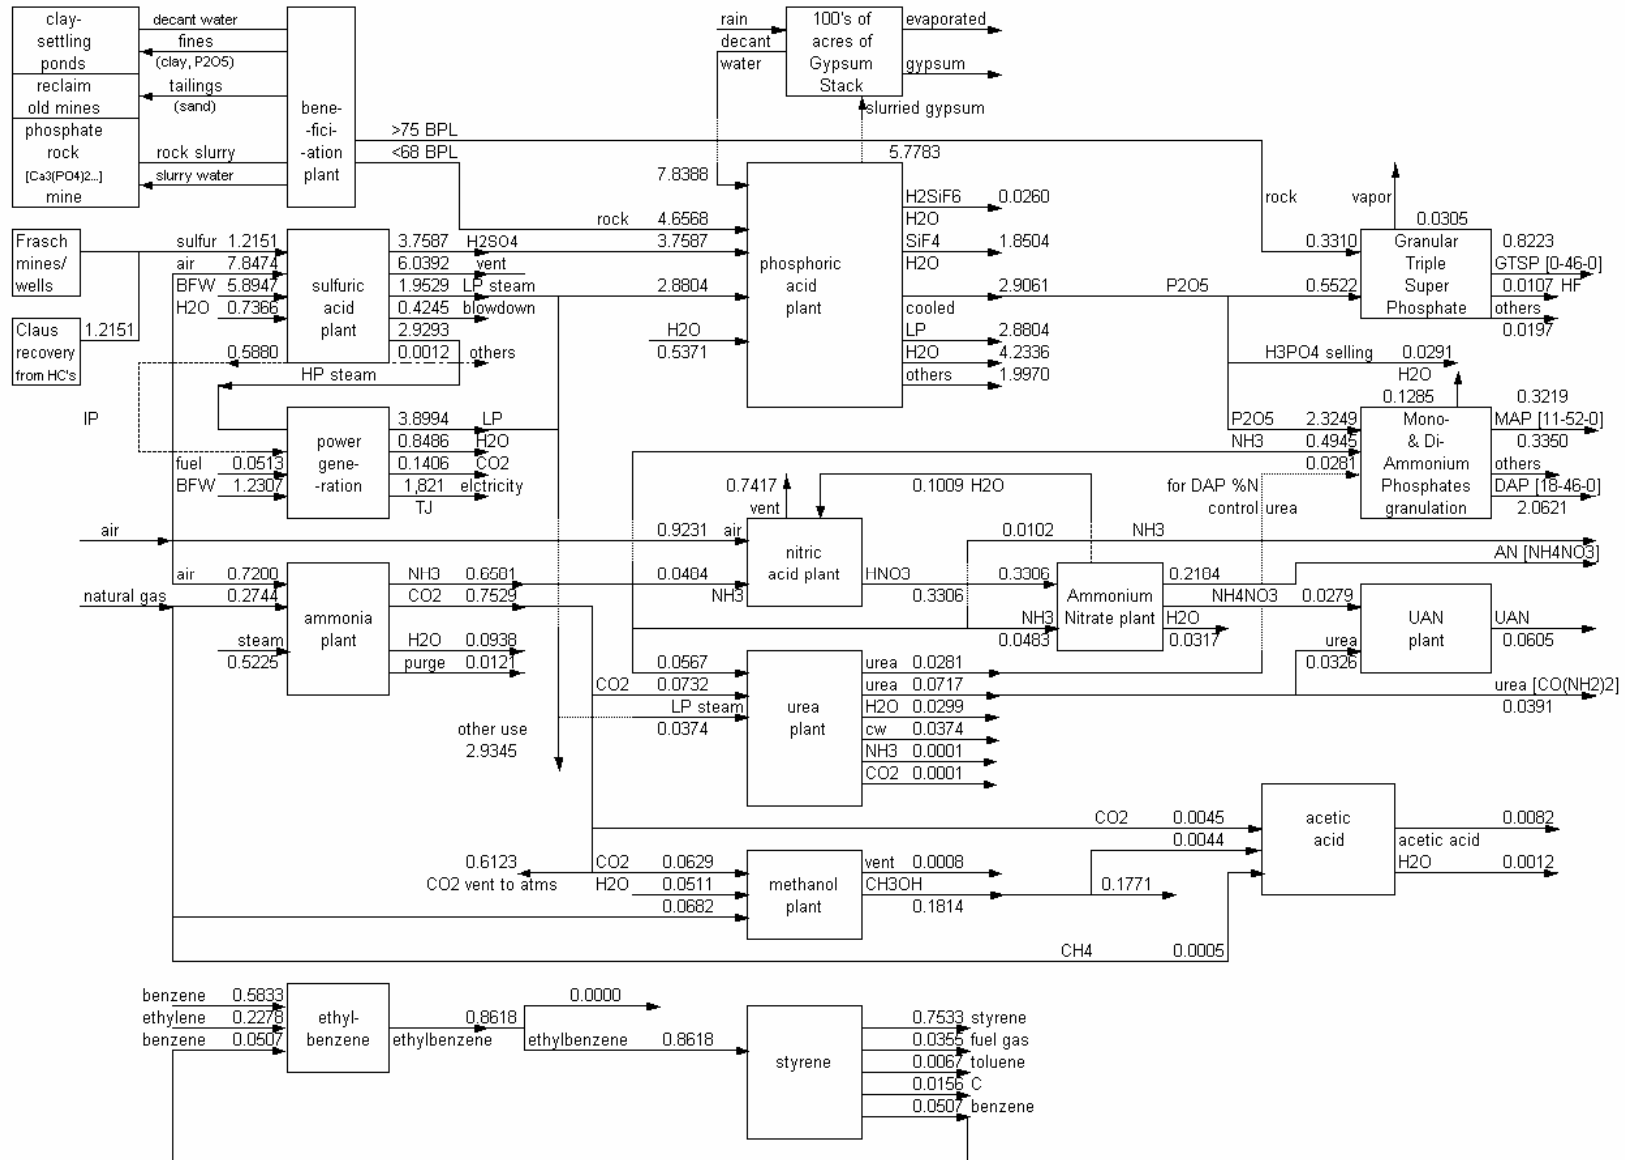 clay-
settling
ponds
reclaim
old mines
phosphate
rock
[Ca3(PO4)2...]
mine
decant water
fines
(clay, P2O5)
tailings
(sand)
rock slurry
slurry water
bene-
-fici-
-ation
plant
>75 BPL
<68 BPL
rain
decant
water
100's of
acres of
Gypsum
Stack
evaporated
gypsum
slurried gypsum
5.7783
7.8388
rock 4.6568
3.7587
2.8804
H2O
0.5371
phosphoric
acid
plant
H2SiF6 0.0260
H2O
SiF4 1.8504
H2O
2.9061
cooled
LP 2.8804
H2O 4.2336
others 1.9970
P2O5
rock
vapor
0.0305
0.3310
0.5522
Granular
Triple
Super
Phosphate
0.8223
GTSP [0-46-0]
0.0107 HF
others
0.0197
Frasch
mines/
wells
Claus
recovery
from HC's
1.2151
sulfur 1.2151
air 7.8474
BFW 5.8947
H2O 0.7366
0.5880
sulfuric
acid
plant
3.7587 H2SO4
6.0392 vent
1.9529 LP steam
0.4245 blowdown
2.9293
0.0012 others
HP steam
IP
fuel 0.0513
BFW 1.2307
power
gene-
-ration
3.8994 LP
0.8486 H2O
0.1406 CO2
1,821 elctricity
TJ
H3PO4 selling 0.0291
H2O
0.1285
P2O5 2.3249
NH3 0.4945
0.0281
for DAP %N
control urea
Mono-
& Di-
Ammonium
Phosphates
granulation
0.3219
MAP [11-52-0]
0.3350
others
DAP [18-46-0]
2.0621
air
natural gas
air 0.7200
0.2744
steam
0.5225
ammonia
plant
NH3 0.6581
CO2 0.7529
H2O 0.0938
purge 0.0121
0.9231 air
0.0484
NH3
0.7417
vent
nitric
acid plant
0.1009 H2O
HNO3 0.3306
0.3306
0.0102 NH3
NH3
0.0483
Ammonium
Nitrate plant
0.2184
AN [NH4NO3]
NH4NO3 0.0279
H2O
0.0317
urea
0.0326
UAN
plant
UAN
0.0605
0.0567
CO2 0.0732
LP steam
0.0374
urea
plant
urea 0.0281
urea 0.0717
H2O 0.0299
cw 0.0374
NH3 0.0001
CO2 0.0001
urea [CO(NH2)2]
0.0391
other use
2.9345
CO2 0.0045
0.0044
acetic
acid
0.0082
acetic acid
H2O 0.0012
0.6123
CO2 vent to atms
CO2 0.0629
H2O 0.0511
0.0682
methanol
plant
vent 0.0008
CH3OH
0.1814
0.1771
CH4 0.0005
benzene 0.5833
ethylene 0.2278
benzene 0.0507
ethyl-
benzene
0.8618
ethylbenzene
0.0000
ethylbenzene 0.8618
styrene
0.7533 styrene
0.0355 fuel gas
0.0067 toluene
0.0156 C
0.0507 benzene